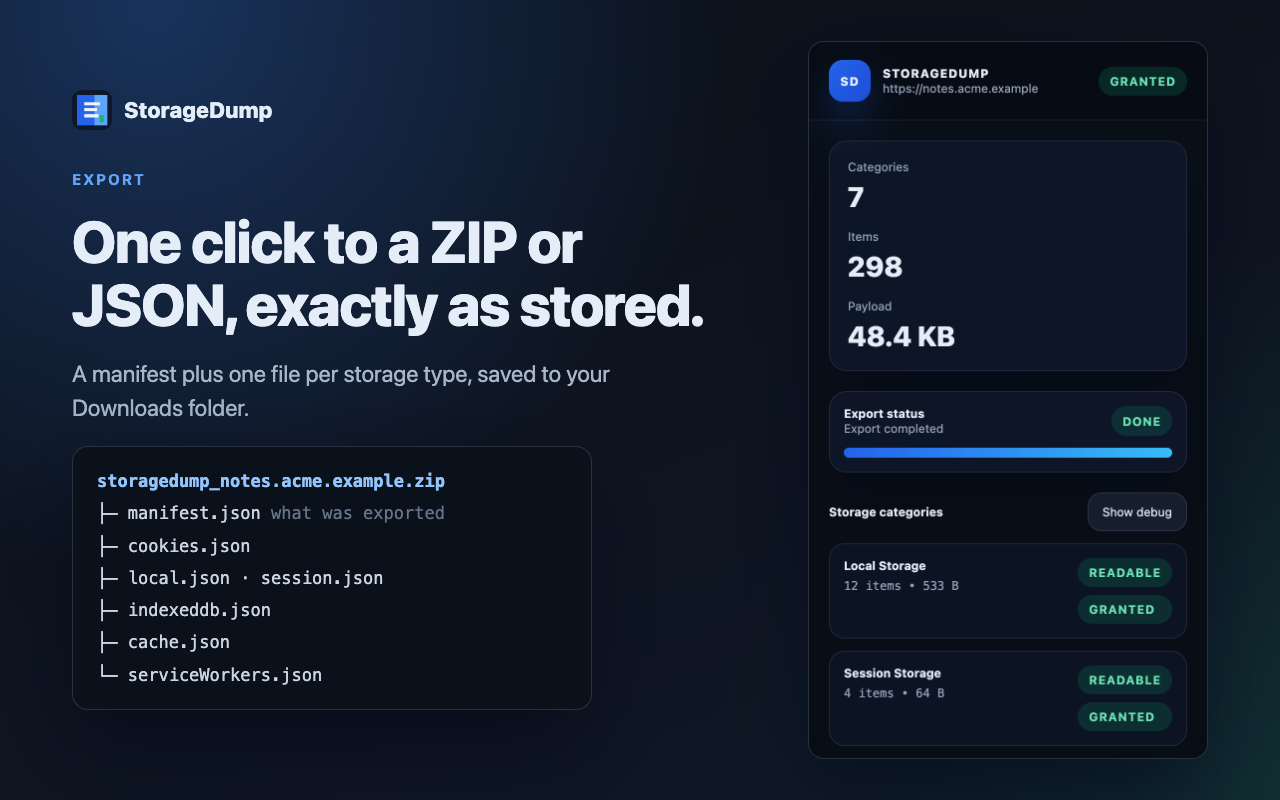 StorageDump
EXPORT
One click to a ZIP or
JSON, exactly as stored.
A manifest plus one file per storage type, saved to your
Downloads folder.
storagedump_notes.acme.example.zip
├─ manifest.json what was exported
├─ cookies.json
├─ local.json · session.json
├─ indexeddb.json
├─ cache.json
└─ serviceWorkers.json
SD
STORAGEDUMP
https://notes.acme.example
GRANTED
Categories
7
Items
298
Payload
48.4 KB
Export status
Export completed
DONE
Storage categories
Show debug
Local Storage
12 items • 533 B
READABLE
GRANTED
Session Storage
4 items • 64 B
READABLE
GRANTED